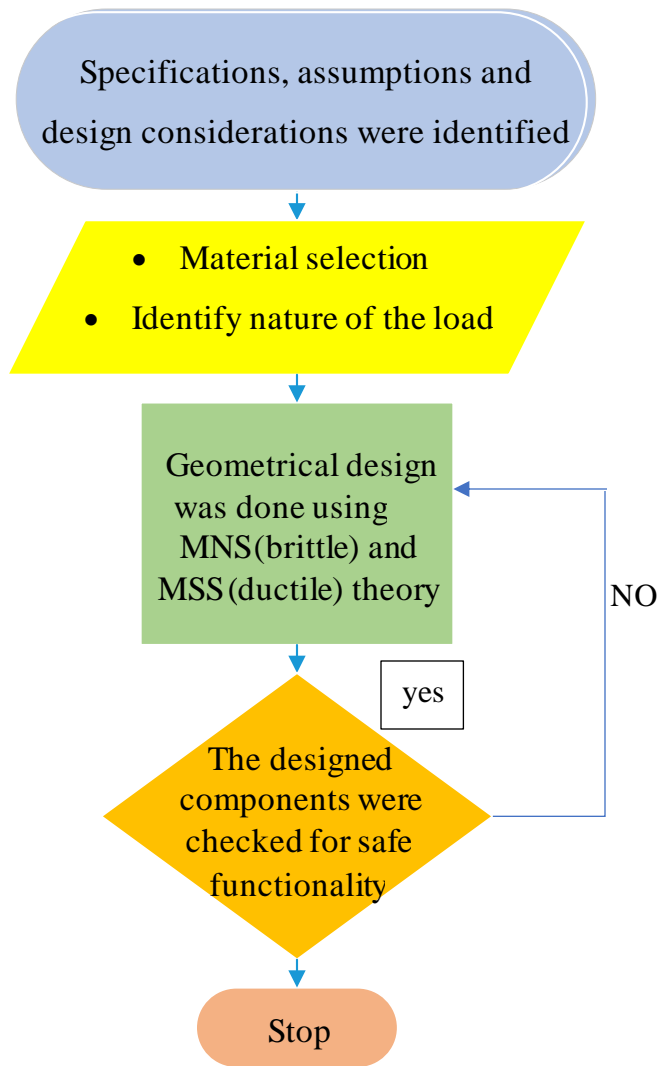 Specifications, assumptions and
design considerations were identified
• Material selection
• Identify nature of the load
Geometrical design
was done using
MNS(brittle) and
MSS(ductile) theory
NO
yes
The designed
components were
checked for safe
functionality
Stop